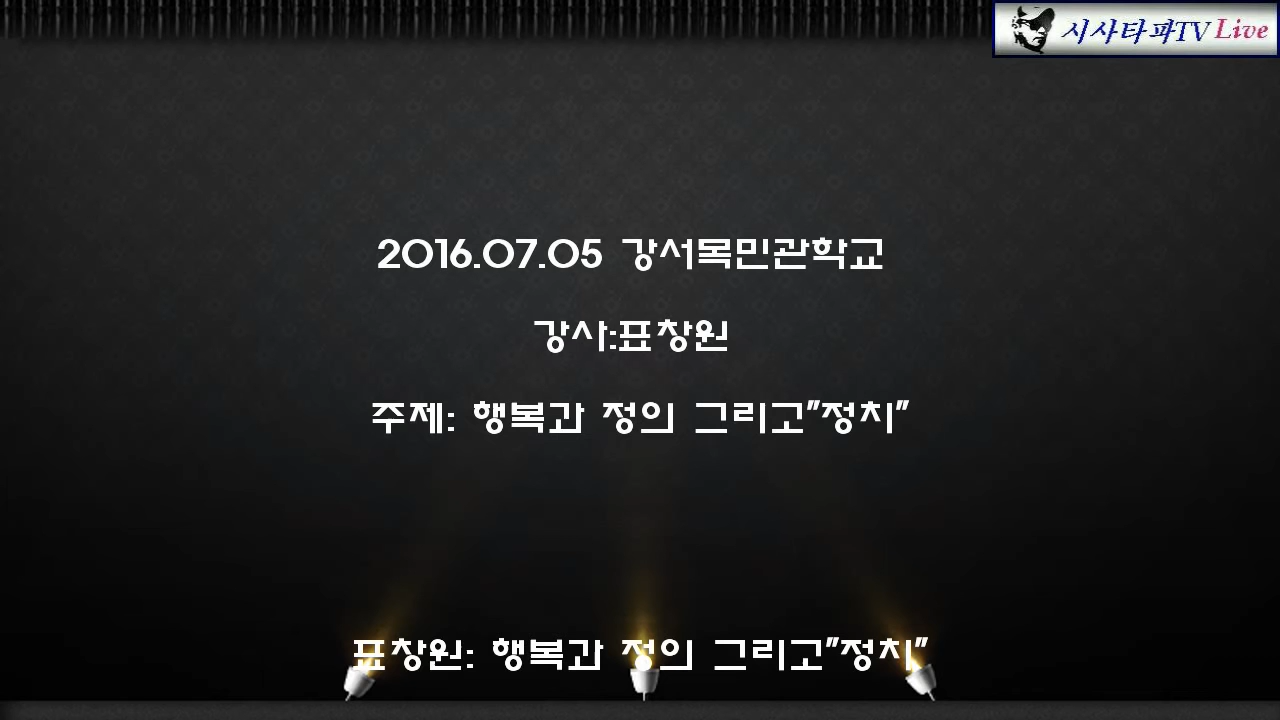 시사타파TV Live
2016.07.05 강서목민관학교
강사:표창원
주제: 행복과 정의 그리고"정치"
표창원: 행복과 정의 그리고"정치"